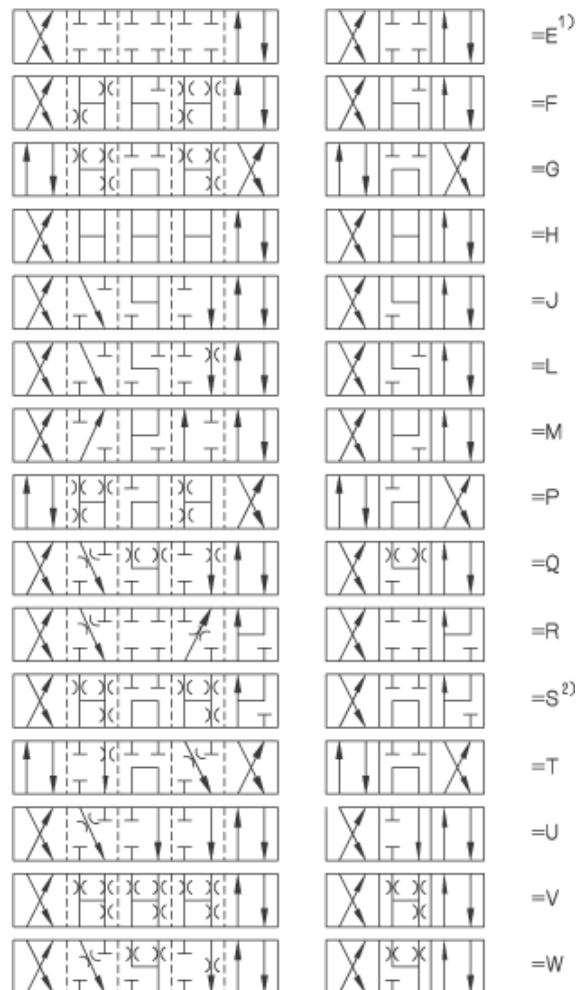 =E1)
=F
=G
=H
=J
=L
=M
=P
=Q
=R
=S2)
=T
=U
=V
=W